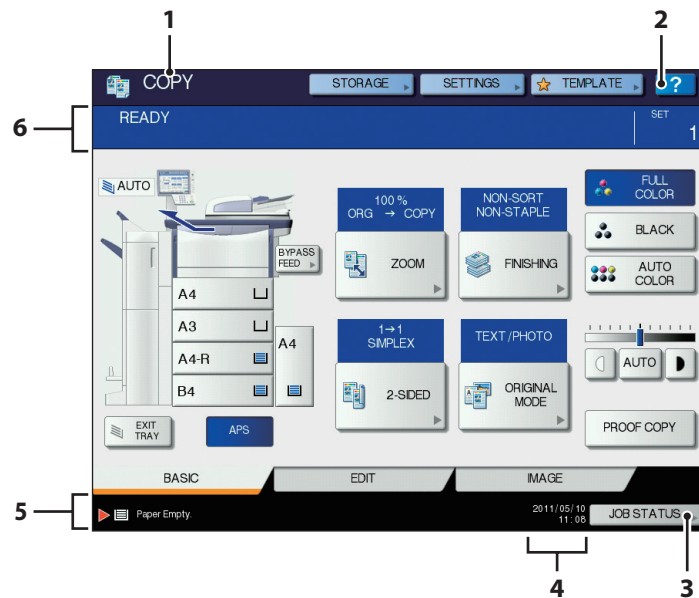 1
2
COPY
STORAGE
SETTINGS
TEMPLATE
?
6
READY
SET
1
AUTO
100 %
ORG → COPY
NON-SORT
NON-STAPLE
FULL
COLOR
BYPASS
FEED
ZOOM
FINISHING
BLACK
AUTO
COLOR
A4
A3
A4-R
B4
A4
1→1
SIMPLEX
TEXT/PHOTO
2-SIDED
ORIGINAL
MODE
AUTO
EXIT
TRAY
APS
PROOF COPY
BASIC
EDIT
IMAGE
5
Paper Empty.
2011/05/10
11:08
JOB STATUS
4
3